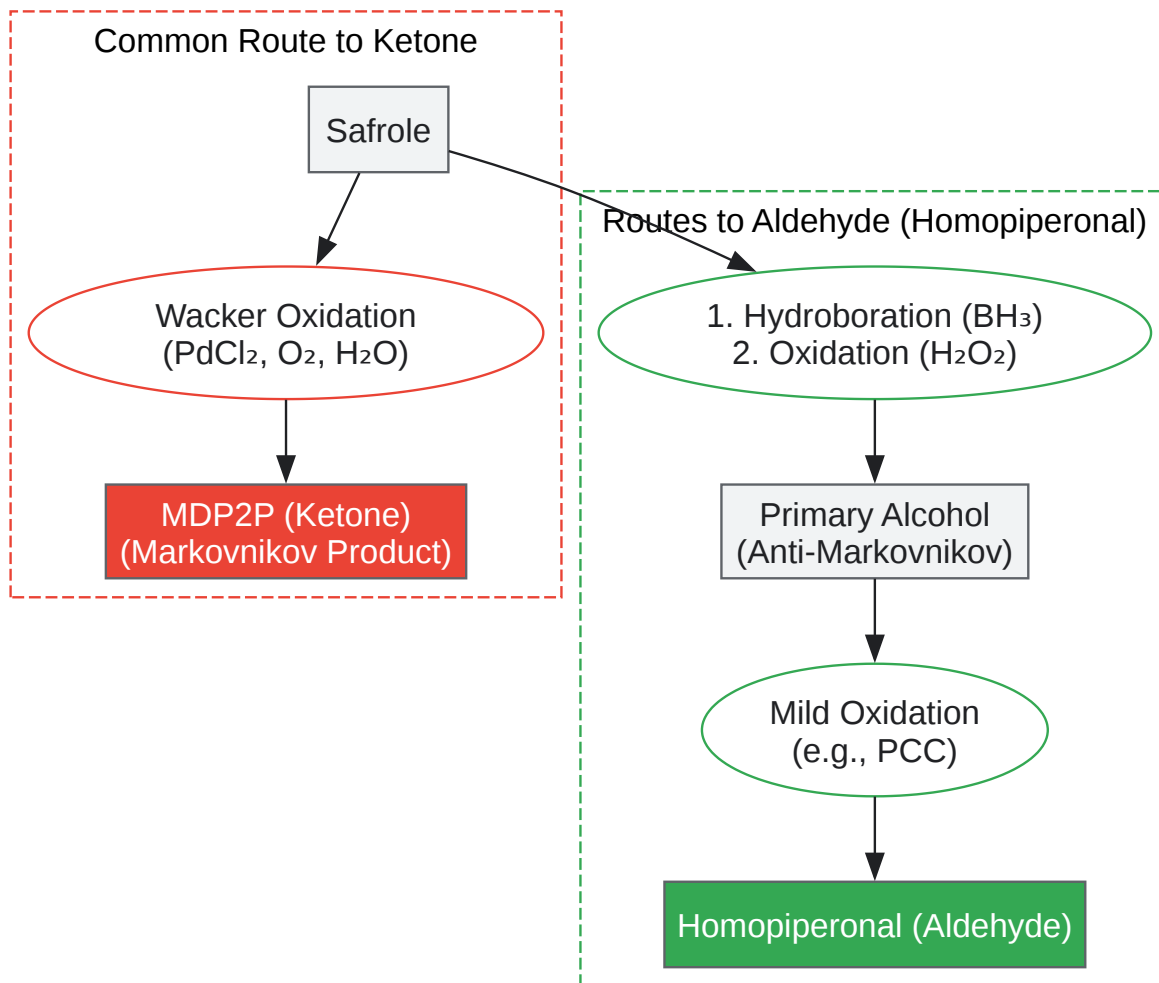 Common Route to Ketone
Safrole
Wacker Oxidation
(PdCl₂, O₂, H₂O)
MDP2P (Ketone)
(Markovnikov Product)
Routes to Aldehyde (Homopiperonal)
1. Hydroboration (BH₃)
2. Oxidation (H₂O₂)
Primary Alcohol
(Anti-Markovnikov)
Mild Oxidation
(e.g., PCC)
Homopiperonal (Aldehyde)